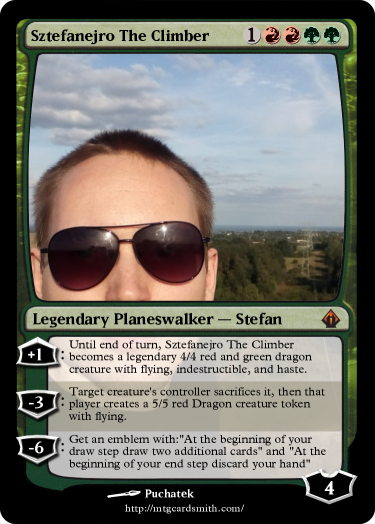 Sztefanejro The Climber 1
Legendary Planeswalker — Stefan
+1: Until end of turn, Sztefanejro The Climber
becomes a legendary 4/4 red and green dragon
creature with flying, indestructible, and haste.
-3: Target creature's controller sacrifices it, then that
player creates a 5/5 red Dragon creature token
with flying.
-6: Get an emblem with:"At the beginning of your
draw step draw two additional cards" and "At the
beginning of your end step discard your hand"
4
Puchatek
http://mtgcardsmith.com/